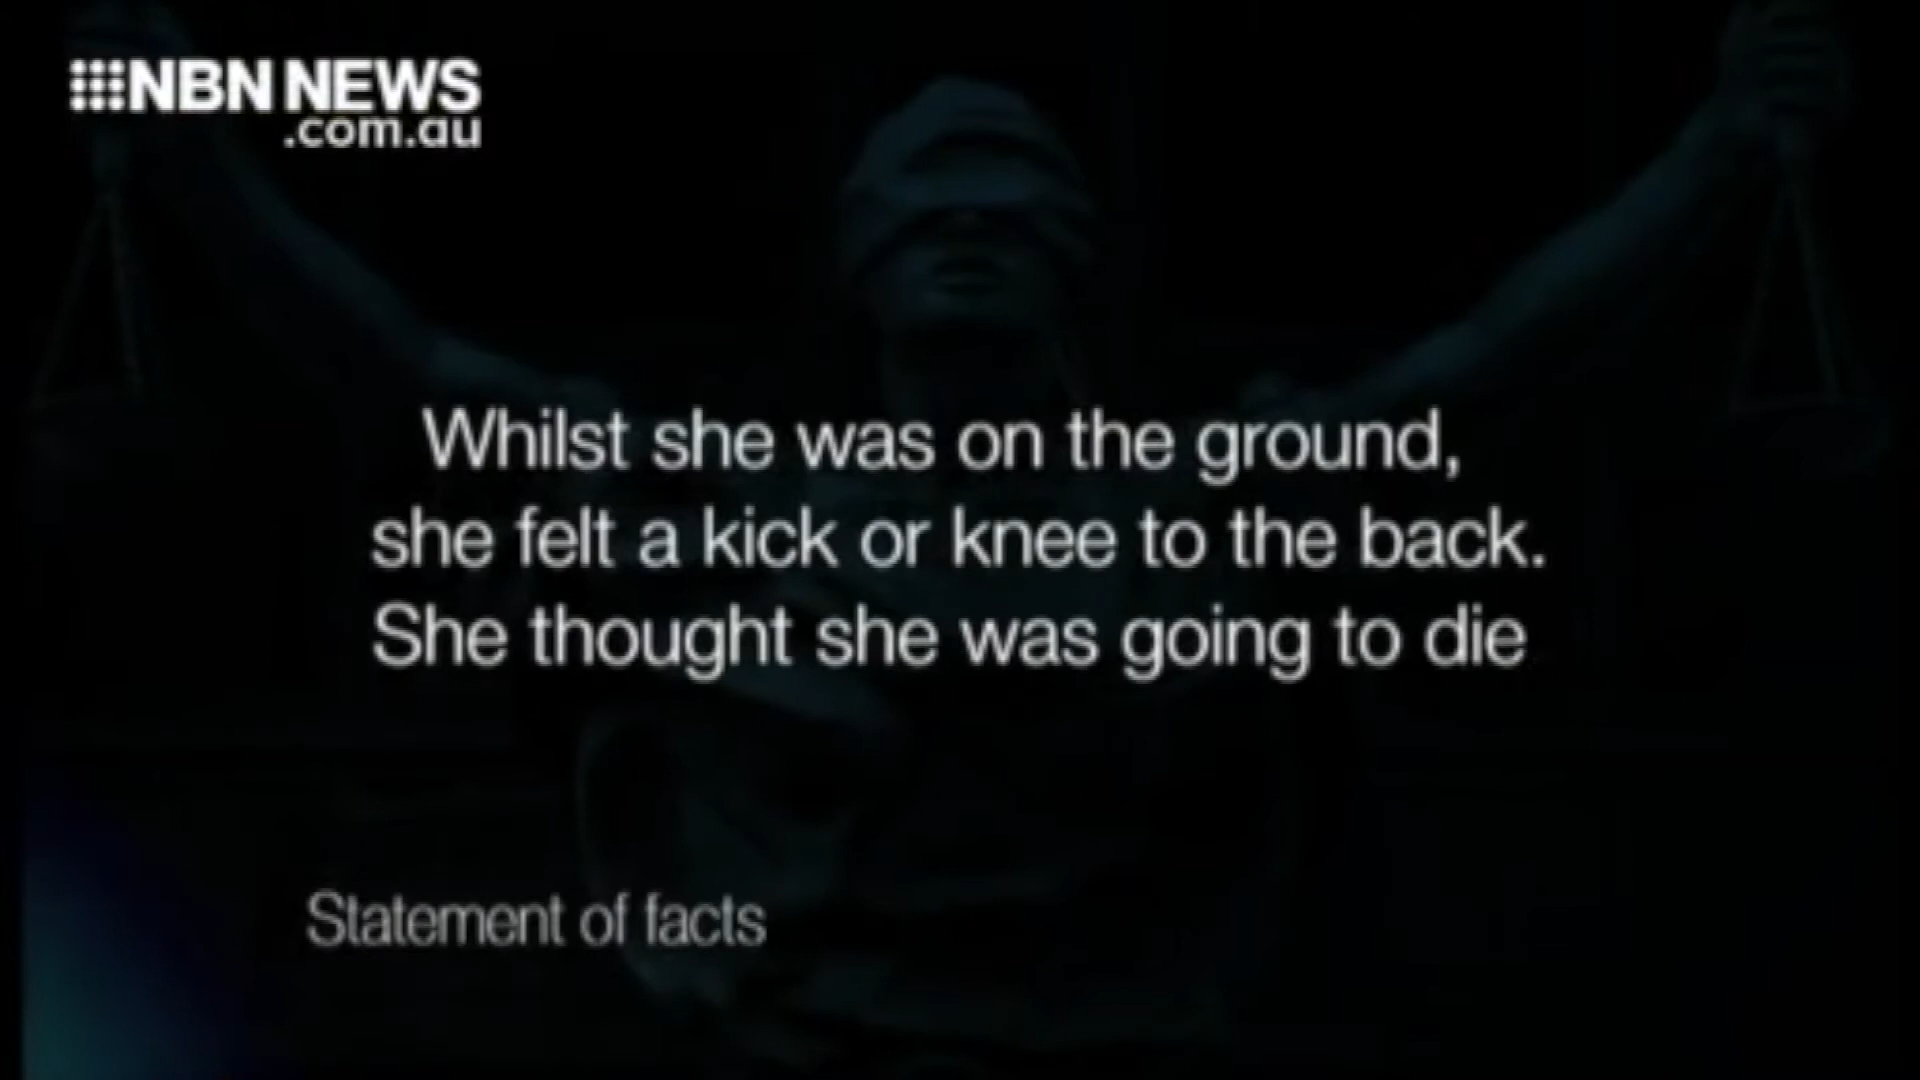 NBN NEWS
.com.au
Whilst she was on the ground,
she felt a kick or knee to the back.
She thought she was going to die
Statement of facts